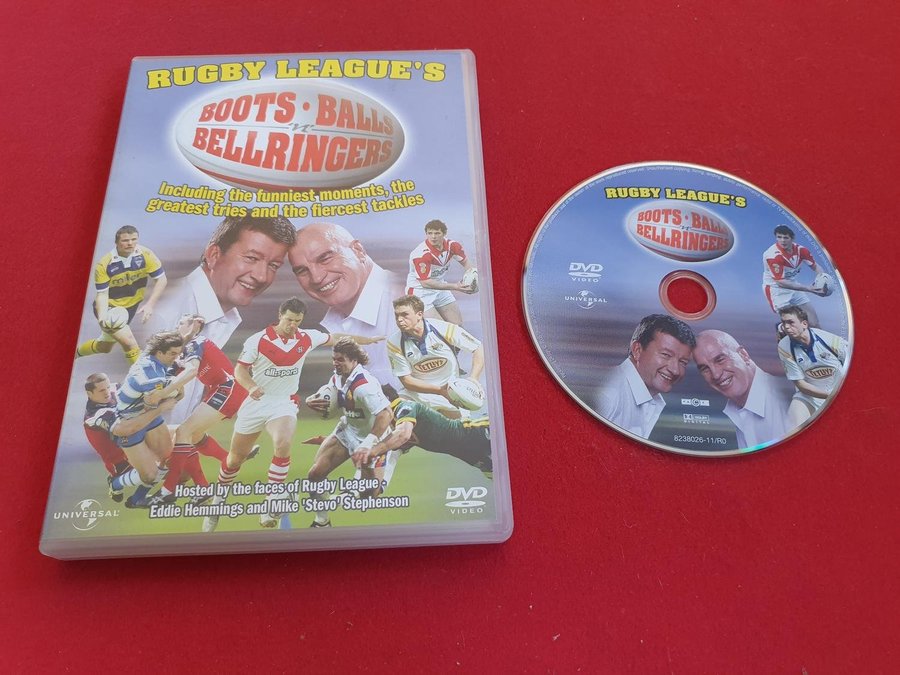 RUGBY LEAGUE'S
BOOTS · BALLS
'n'
BELLRINGERS
Including the funniest moments, the
greatest tries and the fiercest tackles
Hosted by the faces of Rugby League -
Eddie Hemmings and Mike 'Stevo' Stephenson
UNIVERSAL
DVD
VIDEO
RUGBY LEAGUE'S
BOOTS · BALLS
'n'
BELLRINGERS
DVD
VIDEO
UNIVERSAL
DOLBY
DIGITAL
8238026-11/R0